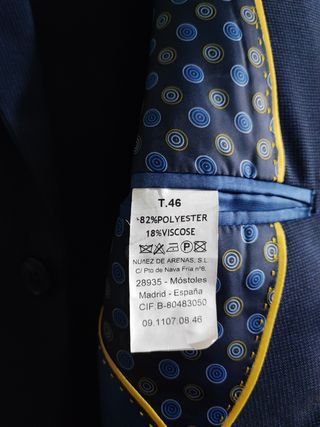 T.46
82%POLYESTER
18%VISCOSE
NUÑEZ DE ARENAS, S.L
C/ Pto de Nava Fría nº6.
28935 - Móstoles
Madrid - España
CIF.B-80483050
09.1107.08.46